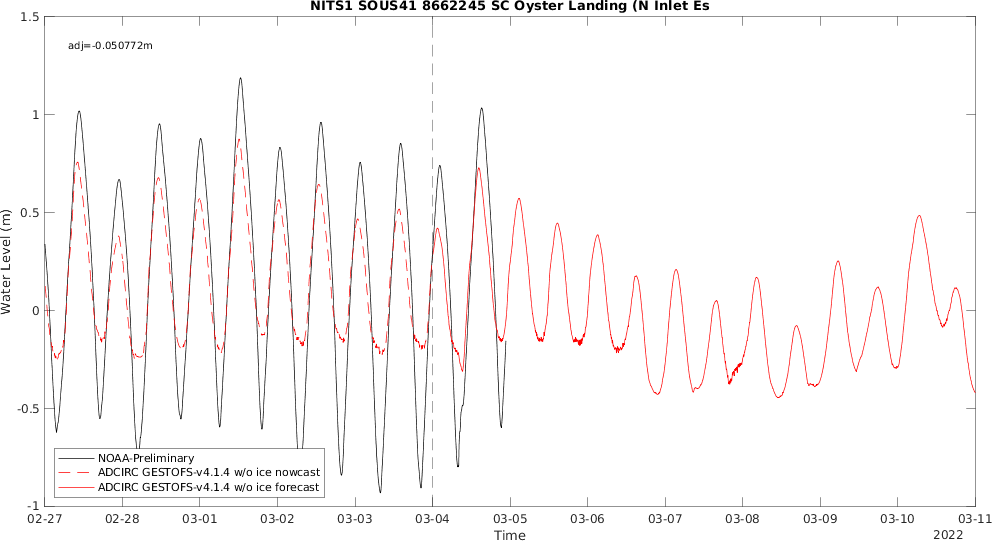 NITS1 SOUS41 8662245 SC Oyster Landing (N Inlet Es
adj=-0.050772m
Water Level (m)
1.5
1
0.5
0
-0.5
-1
NOAA-Preliminary
ADCIRC GESTOFS-v4.1.4 w/o ice nowcast
ADCIRC GESTOFS-v4.1.4 w/o ice forecast
02-27 02-28 03-01 03-02 03-03 03-04 03-05 03-06 03-07 03-08 03-09 03-10 03-11
Time
2022